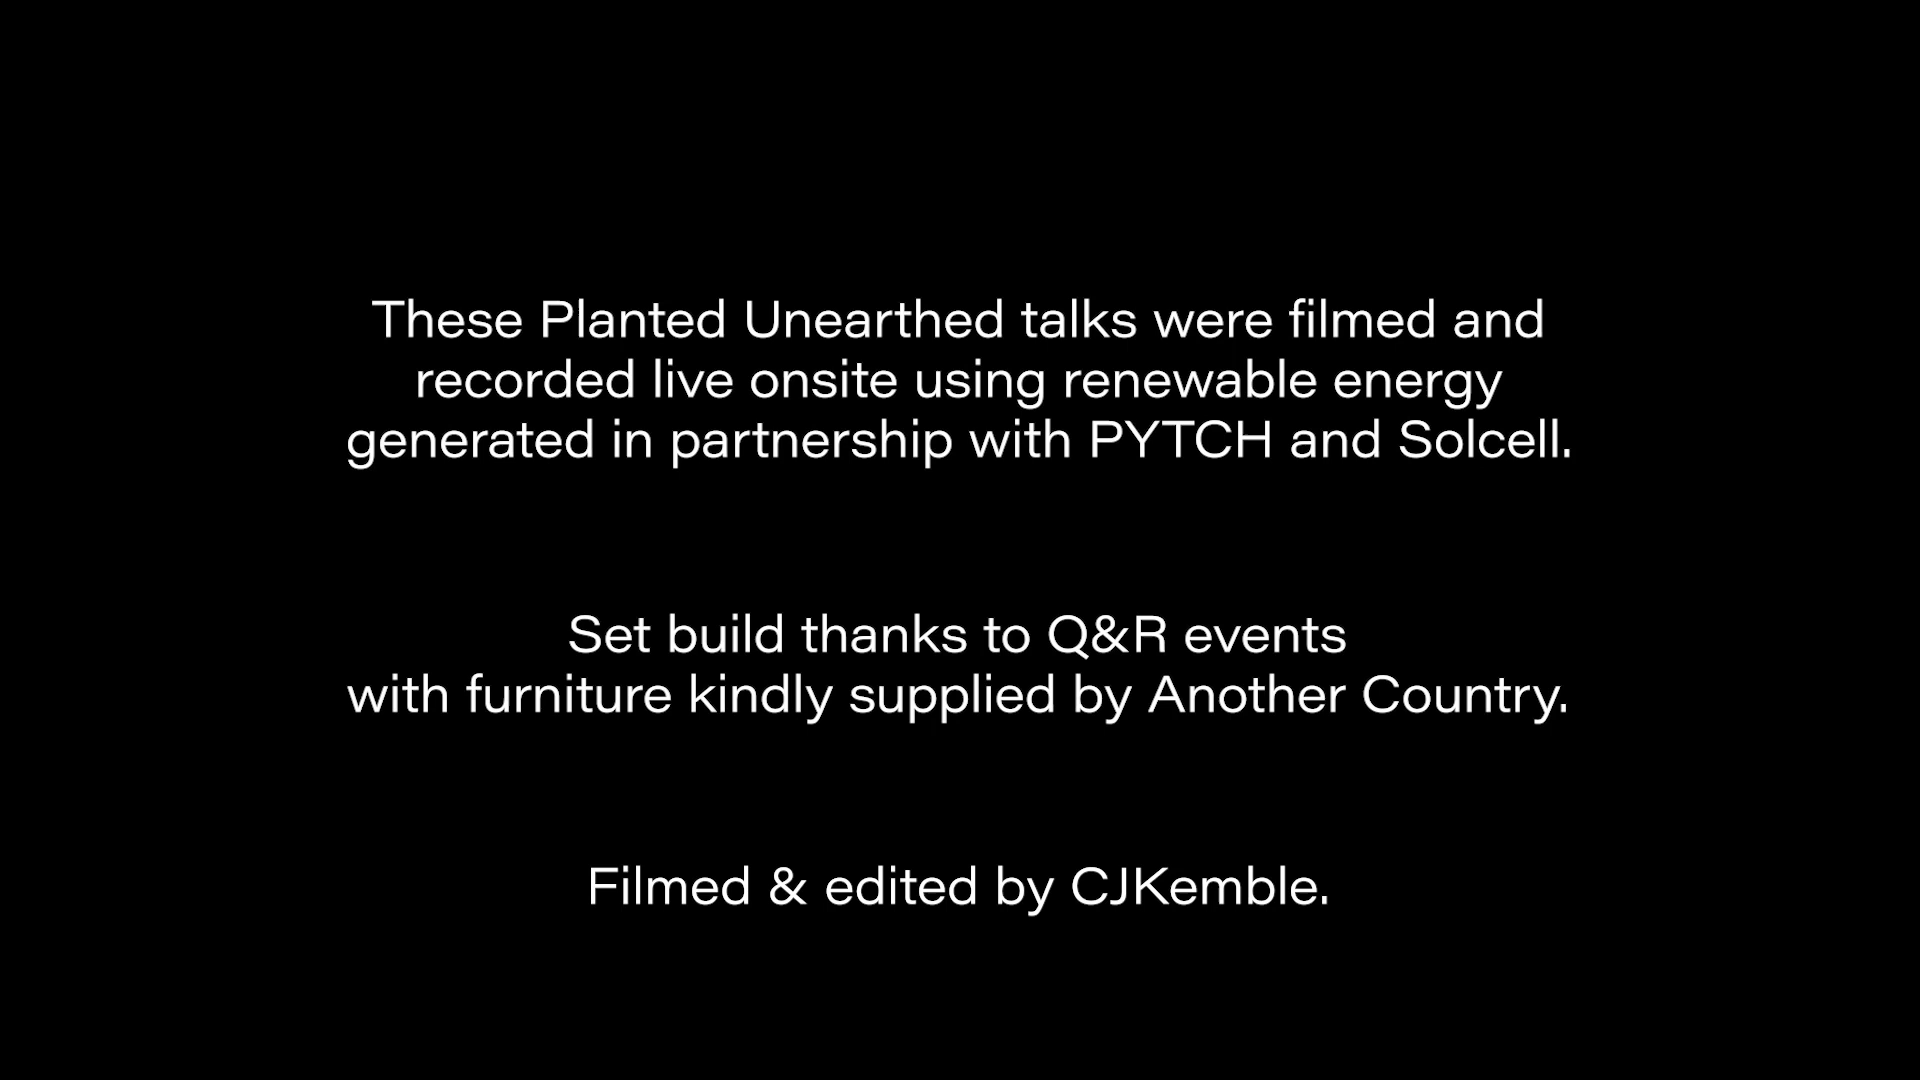 These Planted Unearthed talks were filmed and
recorded live onsite using renewable energy
generated in partnership with PYTCH and Solcell.
Set build thanks to Q&R events
with furniture kindly supplied by Another Country.
Filmed & edited by CJKemble.